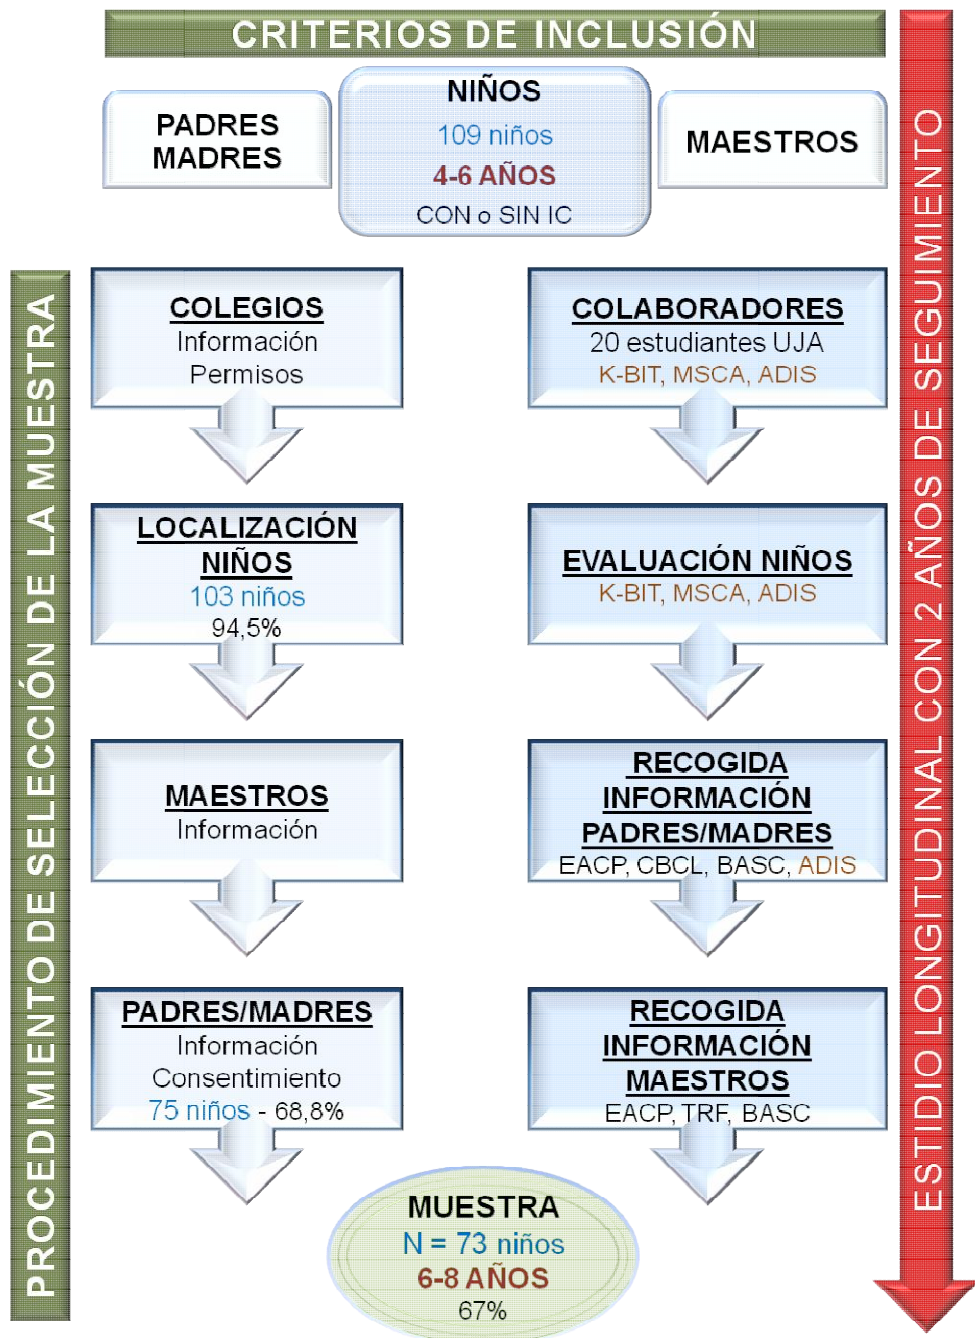 CRITERIOS DE INCLUSIÓN
PADRES
MADRES
NIÑOS
109 niños
4-6 AÑOS
CON o SIN IC
MAESTROS
PROCEDIMIENTO DE SELECCIÓN DE LA MUESTRA
COLEGIOS
Información
Permisos
LOCALIZACIÓN
NIÑOS
103 niños
94,5%
MAESTROS
Información
PADRES/MADRES
Información
Consentimiento
75 niños - 68,8%
COLABORADORES
20 estudiantes UJA
K-BIT, MSCA, ADIS
EVALUACIÓN NIÑOS
K-BIT, MSCA, ADIS
RECOGIDA
INFORMACIÓN
PADRES/MADRES
EACP, CBCL, BASC, ADIS
RECOGIDA
INFORMACIÓN
MAESTROS
EACP, TRF, BASC
MUESTRA
N = 73 niños
6-8 AÑOS
67%
ESTIDIO LONGITUDINAL CON 2 AÑOS DE SEGUIMIENTO